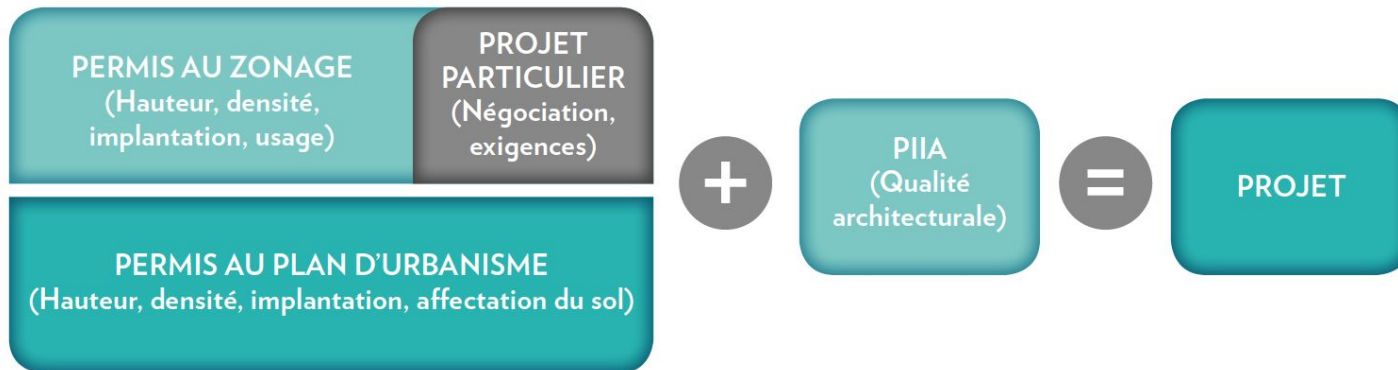 PERMIS AU ZONAGE
(Hauteur, densité,
implantation, usage)
PROJET
PARTICULIER
(Négociation,
exigences)
PERMIS AU PLAN D'URBANISME
(Hauteur, densité, implantation, affectation du sol)
+
PIIA
(Qualité
architecturale)
=
PROJET